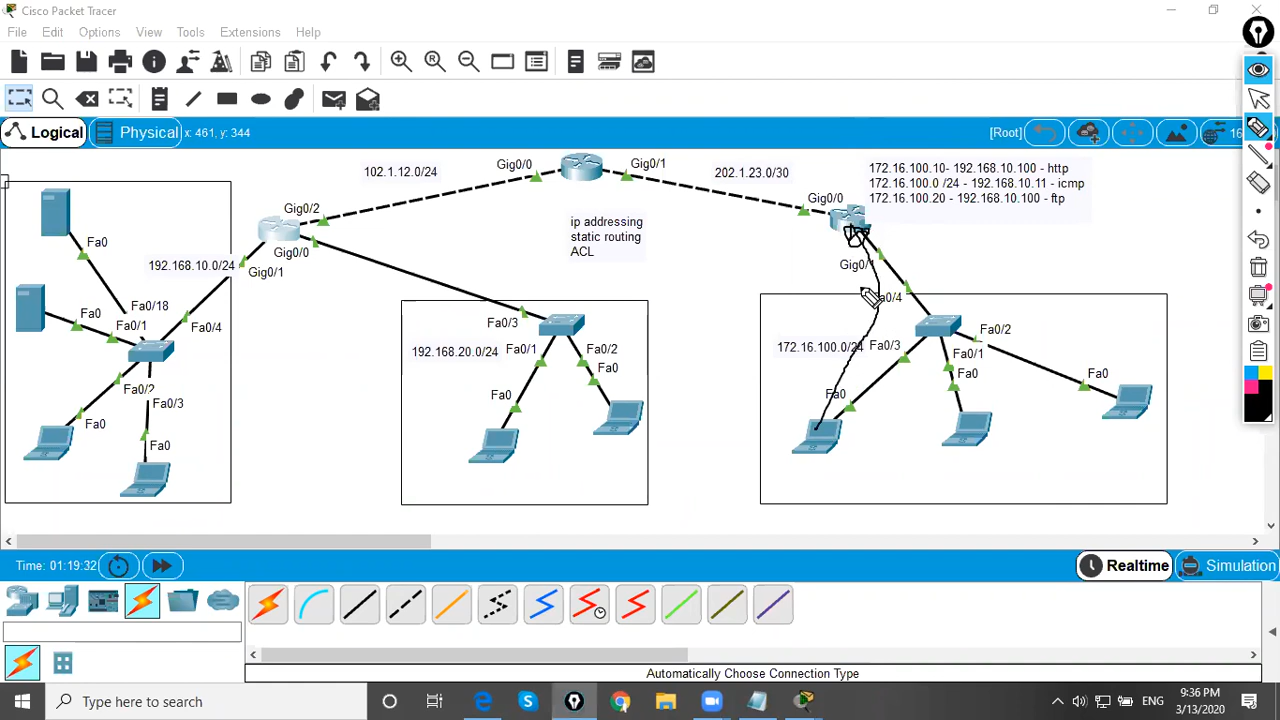 Cisco Packet Tracer
File Edit Options View Tools Extensions Help
Logical Physical x: 461, y: 344 [Root] 16
102.1.12.0/24
Gig0/0
Gig0/1
202.1.23.0/30
172.16.100.10- 192.168.10.100 - http
172.16.100.0 /24 - 192.168.10.11 - icmp
172.16.100.20 - 192.168.10.100 - ftp
Gig0/2
Gig0/0
ip addressing
static routing
ACL
Fa0
Gig0/0
192.168.10.0/24
Gig0/1
Gig0/1
Fa0/18
Fa0
Fa0/1
Fa0/4
Fa0/3
192.168.20.0/24
Fa0/1
Fa0/2
Fa0
Fa0/4
Fa0/2
172.16.100.0/24
Fa0/3
Fa0/1
Fa0
Fa0
Fa0/2
Fa0/3
Fa0
Fa0
Fa0
Fa0
Time: 01:19:32 Realtime Simulation
Automatically Choose Connection Type
Type here to search
ENG
9:36 PM
3/13/2020